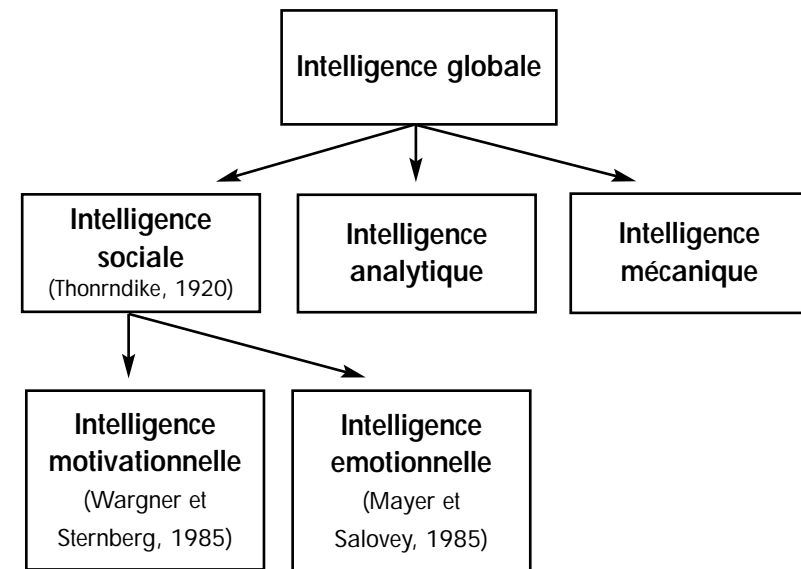 Intelligence globale
Intelligence
sociale
(Thonrndike, 1920)
Intelligence
analytique
Intelligence
mécanique
Intelligence
motivationnelle
(Wargner et
Sternberg, 1985)
Intelligence
emotionnelle
(Mayer et
Salovey, 1985)